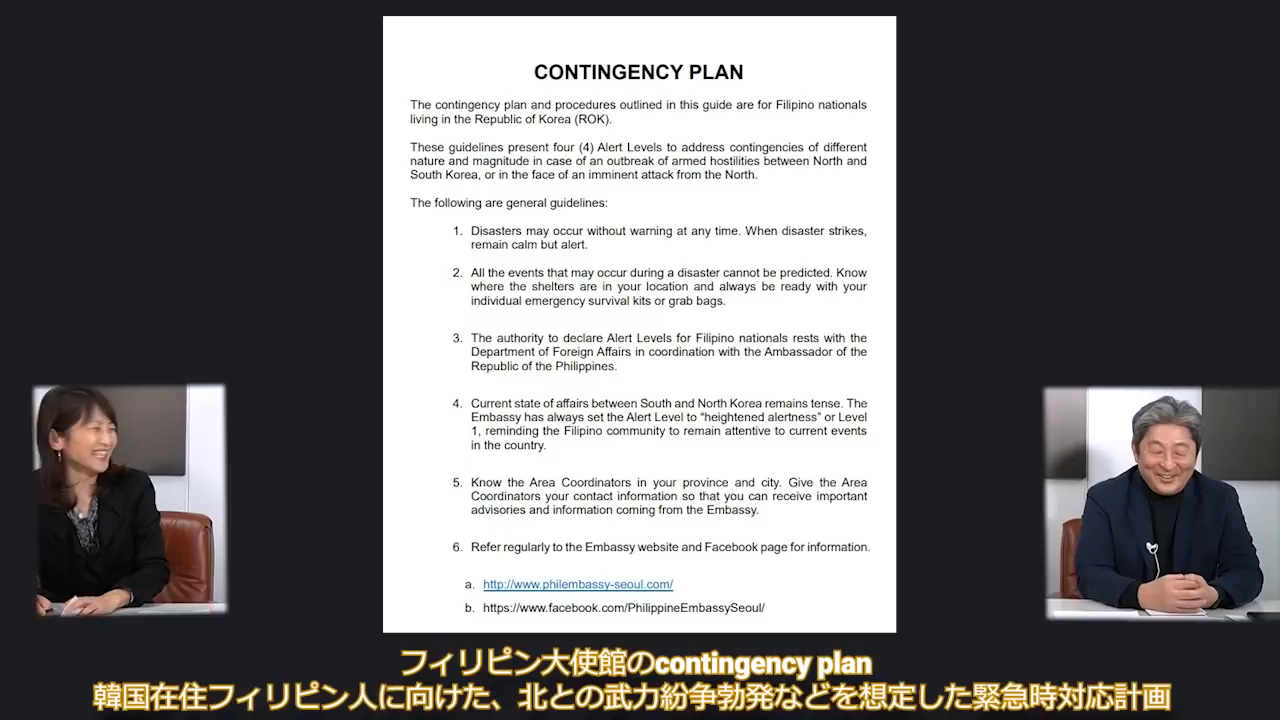 CONTINGENCY PLAN
The contingency plan and procedures outlined in this guide are for Filipino nationals
living in the Republic of Korea (ROK).
These guidelines present four (4) Alert Levels to address contingencies of different
nature and magnitude in case of an outbreak of armed hostilities between North and
South Korea, or in the face of an imminent attack from the North.
The following are general guidelines:
1. Disasters may occur without warning at any time. When disaster strikes,
remain calm but alert.
2. All the events that may occur during a disaster cannot be predicted. Know
where the shelters are in your location and always be ready with your
individual emergency survival kits or grab bags.
3. The authority to declare Alert Levels for Filipino nationals rests with the
Department of Foreign Affairs in coordination with the Ambassador of the
Republic of the Philippines.
4. Current state of affairs between South and North Korea remains tense. The
Embassy has always set the Alert Level to “heightened alertness” or Level
1, reminding the Filipino community to remain attentive to current events
in the country.
5. Know the Area Coordinators in your province and city. Give the Area
Coordinators your contact information so that you can receive important
advisories and information coming from the Embassy.
6. Refer regularly to the Embassy website and Facebook page for information.
a. http://www.philembassy-seoul.com/
b. https://www.facebook.com/PhilippineEmbassySeoul/
フィリピン大使館のcontingency plan
韓国在住フィリピン人に向けた、北との武力紛争勃発などを想定した緊急時対応計画